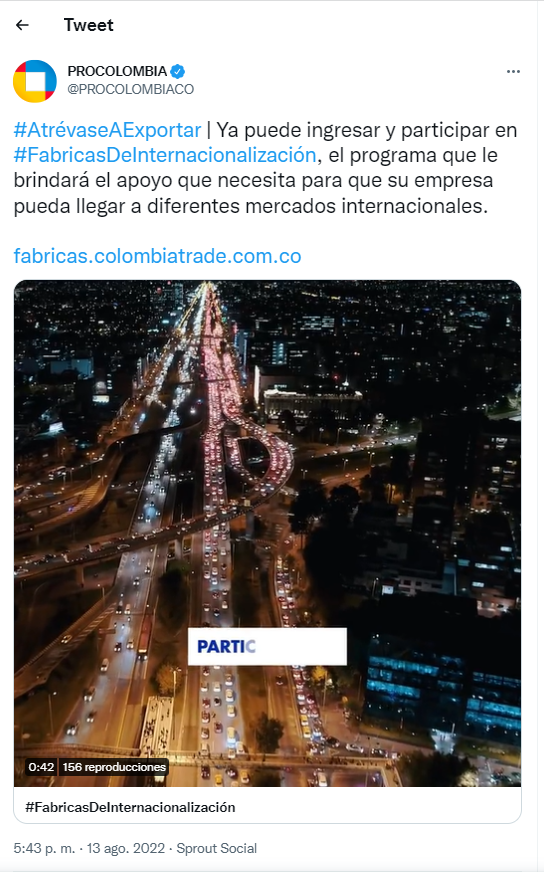 Tweet
PROCOLOMBIA
@PROCOLOMBIACO
#AtrévaseAExportar | Ya puede ingresar y participar en
#FabricasDeInternacionalización, el programa que le
brindará el apoyo que necesita para que su empresa
pueda llegar a diferentes mercados internacionales.
fabricas.colombiatrade.com.co
PARTIC
0:42 156 reproducciones
#FabricasDeInternacionalización
5:43 p. m. · 13 ago. 2022 · Sprout Social